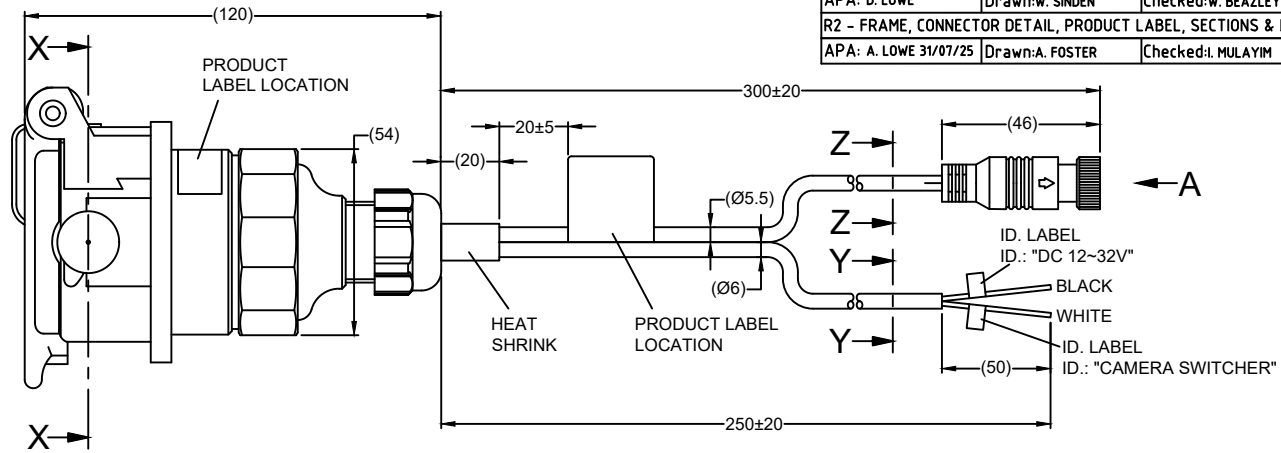 APA: D. LOWE Drawn:W. SINDEN Checked:W. BEAZLEY
R2 - FRAME, CONNECTOR DETAIL, PRODUCT LABEL, SECTIONS &
APA: A. LOWE 31/07/25 Drawn:A. FOSTER Checked:I. MULAYIM
(120)
X
PRODUCT
LABEL LOCATION
(54)
300±20
20±5
(20)
(46)
Z
A
(Ø5.5)
Z
ID. LABEL
ID.: "DC 12~32V"
Y
(Ø6)
BLACK
WHITE
HEAT
SHRINK
PRODUCT LABEL
LOCATION
Y
ID. LABEL
ID.: "CAMERA SWITCHER"
(50)
250±20
X